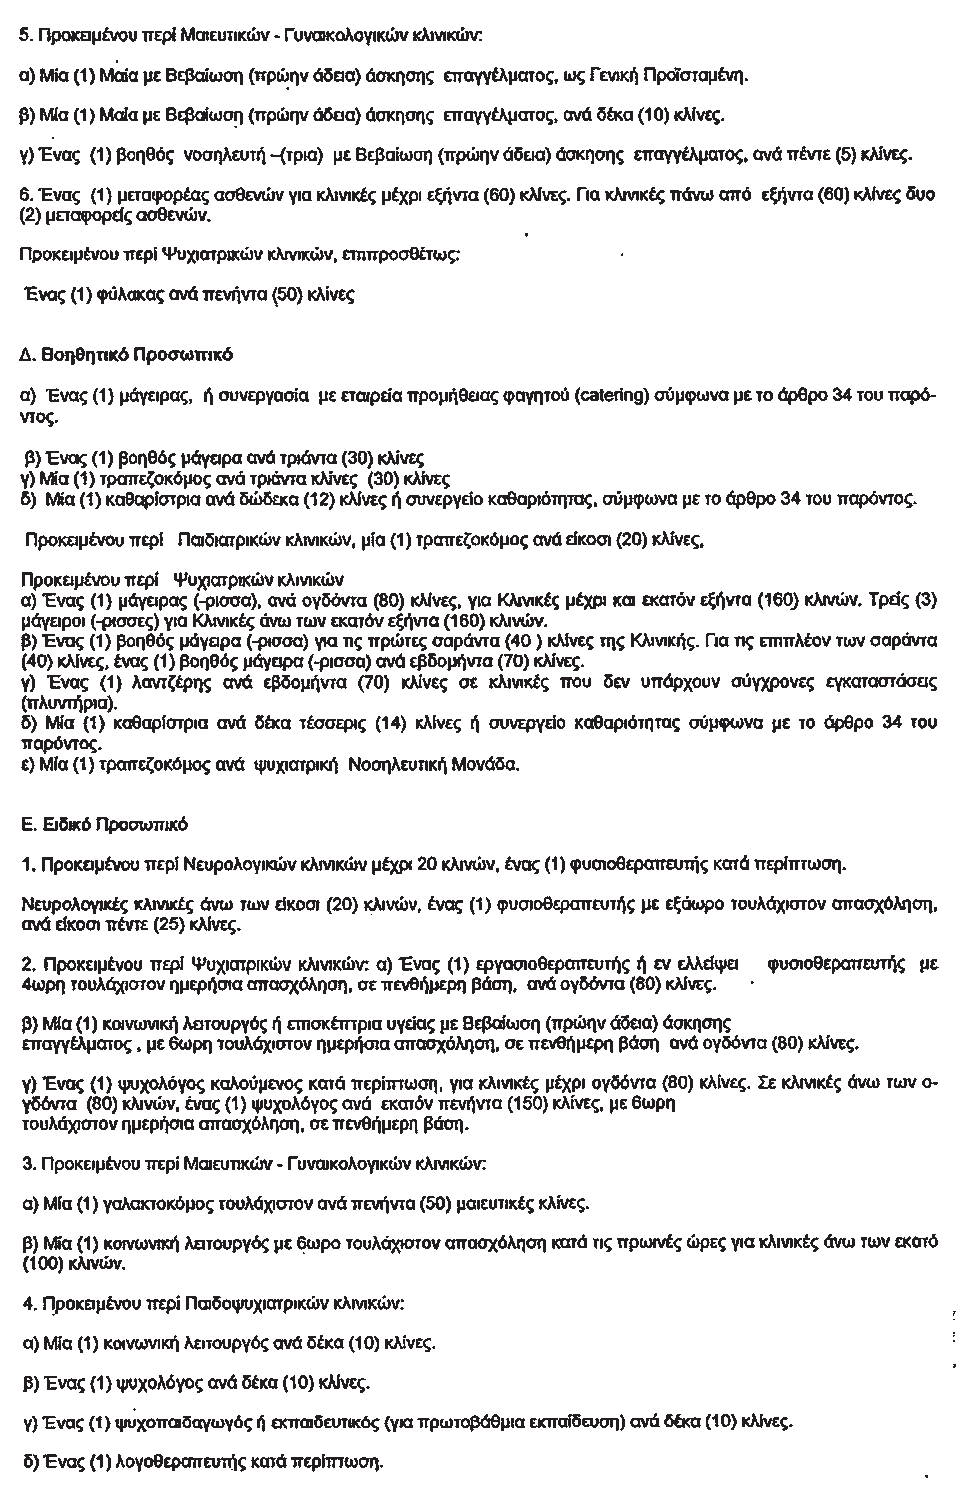 5. Προκειμένου περί Μαιευτικών - Γυναικολογικών κλινικών:
α) Μία (1) Μαία με Βεβαίωση (πρώην άδεια) άσκησης επαγγέλματος, ως Γενική Προϊσταμένη.
β) Μία (1) Μαία με Βεβαίωση (πρώην άδεια) άσκησης επαγγέλματος, ανά δέκα (10) κλίνες.
γ) Ένας (1) βοηθός νοσηλευτή –(τρια) με Βεβαίωση (πρώην άδεια) άσκησης επαγγέλματος, ανά πέντε (5) κλίνες.
6. Ένας (1) μεταφορέας ασθενών για κλινικές μέχρι εξήντα (60) κλίνες. Για κλινικές πάνω από εξήντα (60) κλίνες δυο
(2) μεταφορείς ασθενών.
Προκειμένου περί Ψυχιατρικών κλινικών, επιπροσθέτως:
Ένας (1) φύλακας ανά πενήντα (50) κλίνες
Δ. Βοηθητικό Προσωπικό
α) Ένας (1) μάγειρας, ή συνεργασία με εταιρεία προμήθειας φαγητού (catering) σύμφωνα με το άρθρο 34 του παρό-
ντος.
β) Ένας (1) βοηθός μάγειρα ανά τριάντα (30) κλίνες
γ) Μία (1) τραπεζοκόμος ανά τριάντα κλίνες (30) κλίνες
δ) Μία (1) καθαρίστρια ανά δώδεκα (12) κλίνες ή συνεργείο καθαριότητας, σύμφωνα με το άρθρο 34 του παρόντος.
Προκειμένου περί Παιδιατρικών κλινικών, μία (1) τραπεζοκόμος ανά είκοσι (20) κλίνες.
Προκειμένου περί Ψυχιατρικών κλινικών
α) Ένας (1) μάγειρας (-ρισσα), ανά ογδόντα (80) κλίνες, για Κλινικές μέχρι και εκατόν εξήντα (160) κλινών. Τρείς (3)
μάγειροι (-ρισσες) για Κλινικές άνω των εκατόν εξήντα (160) κλινών.
β) Ένας (1) βοηθός μάγειρα (-ρισσα) για τις πρώτες σαράντα (40 ) κλίνες της Κλινικής. Για τις επιπλέον των σαράντα
(40) κλίνες, ένας (1) βοηθός μάγειρα (-ρισσα) ανά εβδομήντα (70) κλίνες.
γ) Ένας (1) λαντζέρης ανά εβδομήντα (70) κλίνες σε κλινικές που δεν υπάρχουν σύγχρονες εγκαταστάσεις
(πλυντήρια).
δ) Μία (1) καθαρίστρια ανά δέκα τέσσερις (14) κλίνες ή συνεργείο καθαριότητας σύμφωνα με το άρθρο 34 του
παρόντος.
ε) Μία (1) τραπεζοκόμος ανά ψυχιατρική Νοσηλευτική Μονάδα.
Ε. Ειδικό Προσωπικό
1. Προκειμένου περί Νευρολογικών κλινικών μέχρι 20 κλινών, ένας (1) φυσιοθεραπευτής κατά περίπτωση.
Νευρολογικές κλινικές άνω των είκοσι (20) κλινών, ένας (1) φυσιοθεραπευτής με εξάωρο τουλάχιστον απασχόληση,
ανά είκοσι πέντε (25) κλίνες.
2. Προκειμένου περί Ψυχιατρικών κλινικών: α) Ένας (1) εργασιοθεραπευτής ή εν ελλείψει φυσιοθεραπευτής με
4ωρη τουλάχιστον ημερήσια απασχόληση, σε πενθήμερη βάση, ανά ογδόντα (80) κλίνες.
β) Μία (1) κοινωνική λειτουργός ή επισκέπτρια υγείας με Βεβαίωση (πρώην άδεια) άσκησης
επαγγέλματος , με 6ωρη τουλάχιστον ημερήσια απασχόληση, σε πενθήμερη βάση ανά ογδόντα (80) κλίνες.
γ) Ένας (1) ψυχολόγος καλούμενος κατά περίπτωση, για κλινικές μέχρι ογδόντα (80) κλίνες. Σε κλινικές άνω των ο-
γδόντα (80) κλινών, ένας (1) ψυχολόγος ανά εκατόν πενήντα (150) κλίνες, με 6ωρη
τουλάχιστον ημερήσια απασχόληση, σε πενθήμερη βάση.
3. Προκειμένου περί Μαιευτικών - Γυναικολογικών κλινικών:
α) Μία (1) γαλακτοκόμος τουλάχιστον ανά πενήντα (50) μαιευτικές κλίνες.
β) Μία (1) κοινωνική λειτουργός με 6ωρο τουλάχιστον απασχόληση κατά τις πρωινές ώρες για κλινικές άνω των εκατό
(100) κλινών.
4. Προκειμένου περί Παιδοψυχιατρικών κλινικών:
α) Μία (1) κοινωνική λειτουργός ανά δέκα (10) κλίνες.
β) Ένας (1) ψυχολόγος ανά δέκα (10) κλίνες.
γ) Ένας (1) ψυχοπαιδαγωγός ή εκπαιδευτικός (για πρωτοβάθμια εκπαίδευση) ανά δέκα (10) κλίνες.
δ) Ένας (1) λογοθεραπευτής κατά περίπτωση.